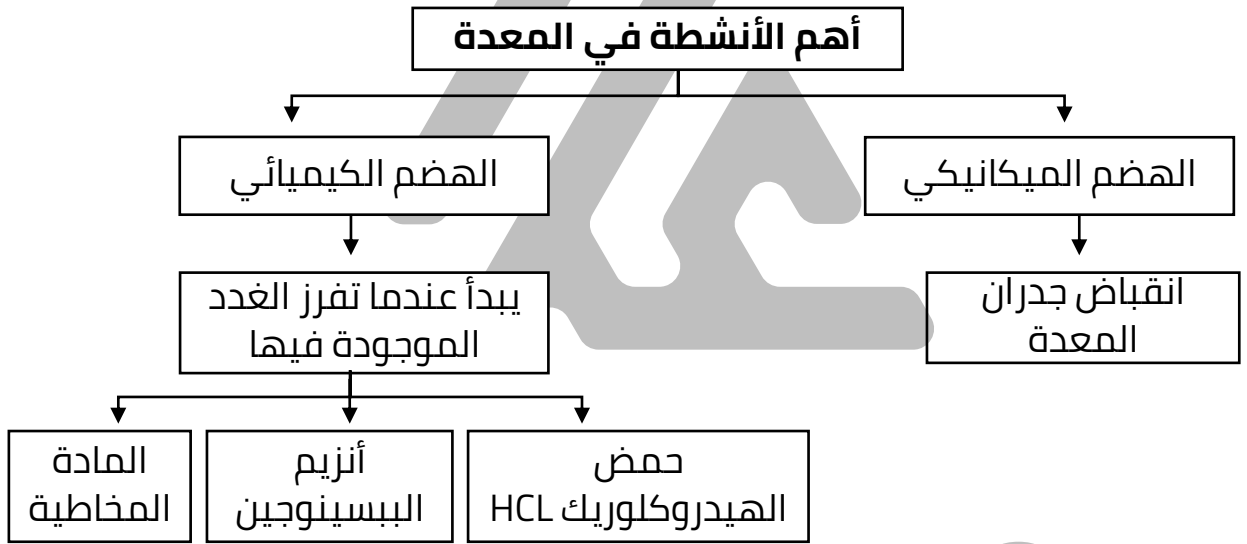 أهم الأنشطة في المعدة
الهضم الميكانيكي
الهضم الكيميائي
انقباض جدران
المعدة
يبدأ عندما تفرز الغدد
الموجودة فيها
حمض
الهيدروكلوريك HCL
أنزيم
الببسينوجين
المادة
المخاطية